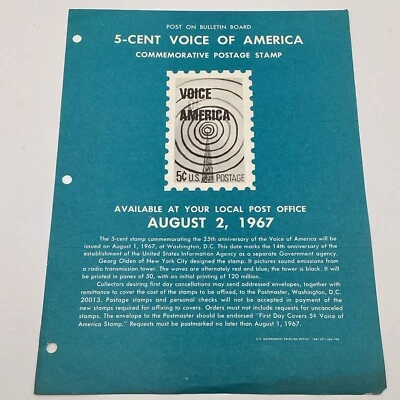 POST ON BULLETIN BOARD
5-CENT VOICE OF AMERICA
COMMEMORATIVE POSTAGE STAMP
VOICE
OF
AMERICA
5¢ U.S. POSTAGE
AVAILABLE AT YOUR LOCAL POST OFFICE
AUGUST 2, 1967
The 5-cent stamp commemorating the 25th anniversary of the Voice of America will be
issued on August 1, 1967, at Washington, D.C. This date marks the 14th anniversary of the
establishment of the United States Information Agency as a separate Government agency.
Georg Olden of New York City designed the stamp. It pictures sound emissions from
a radio transmission tower. The waves are alternately red and blue; the tower is black. It will
be printed in panes of 50, with an initial printing of 120 million.
Collectors desiring first day cancellations may send addressed envelopes, together with
remittance to cover the cost of the stamps to be affixed, to the Postmaster, Washington, D.C.
20013. Postage stamps and personal checks will not be accepted in payment of the
new stamps required for affixing to covers. Orders must not include requests for uncanceled
stamps. The envelope to the Postmaster should be endorsed "First Day Covers 5¢ Voice of
America Stamp." Requests must be postmarked no later than August 1, 1967.
U.S. GOVERNMENT PRINTING OFFICE